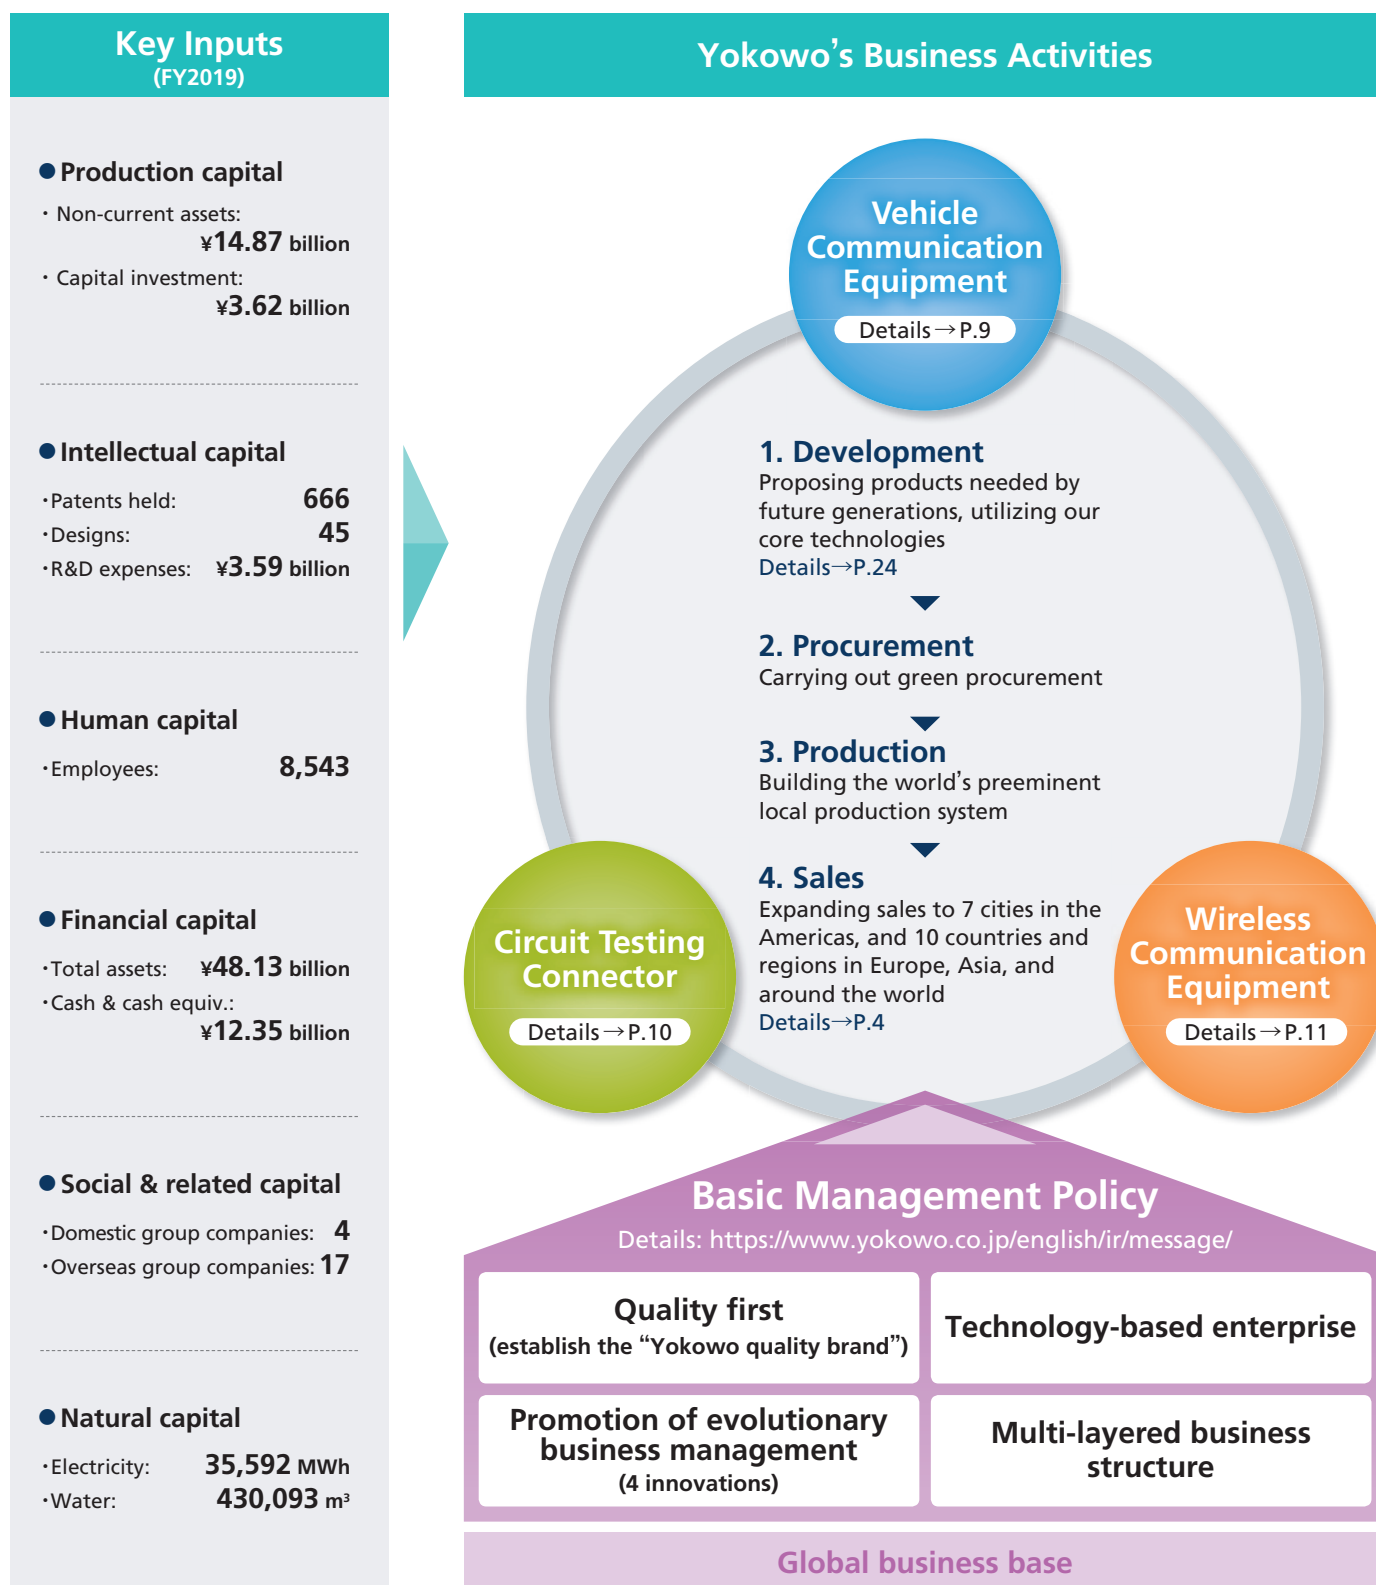 Key Inputs
(FY2019)
● Production capital
・Non-current assets:
¥14.87 billion
・Capital investment:
¥3.62 billion
● Intellectual capital
・Patents held: 666
・Designs: 45
・R&D expenses: ¥3.59 billion
● Human capital
・Employees: 8,543
● Financial capital
・Total assets: ¥48.13 billion
・Cash & cash equiv.:
¥12.35 billion
● Social & related capital
・Domestic group companies: 4
・Overseas group companies: 17
● Natural capital
・Electricity: 35,592 MWh
・Water: 430,093 m³
Yokowo’s Business Activities
Vehicle
Communication
Equipment
Details→P.9
1. Development
Proposing products needed by
future generations, utilizing our
core technologies
Details→P.24
2. Procurement
Carrying out green procurement
3. Production
Building the world’s preeminent
local production system
4. Sales
Expanding sales to 7 cities in the
Americas, and 10 countries and
regions in Europe, Asia, and
around the world
Details→P.4
Circuit Testing
Connector
Details→P.10
Wireless
Communication
Equipment
Details→P.11
Basic Management Policy
Details: https://www.yokowo.co.jp/english/ir/message/
Quality first
(establish the “Yokowo quality brand”)
Technology-based enterprise
Promotion of evolutionary
business management
(4 innovations)
Multi-layered business
structure
Global business base